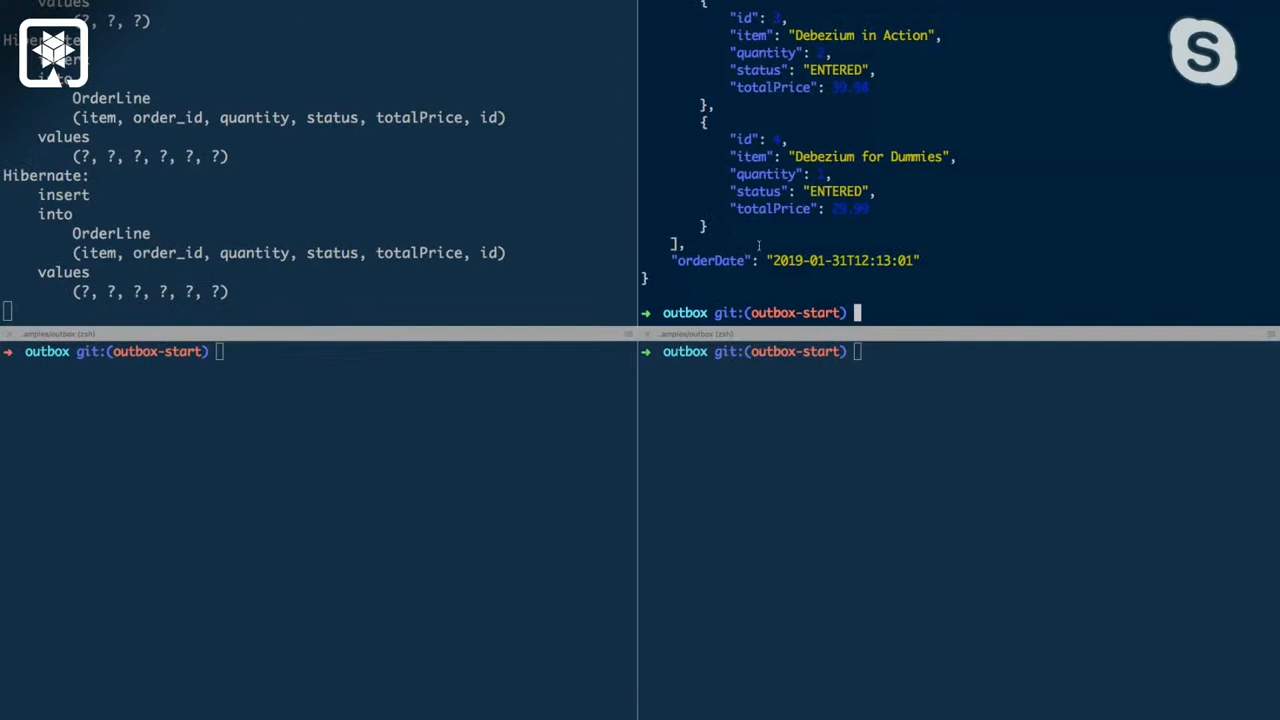 values
(?, ?, ?)
Hibernate:
insert
into
OrderLine
(item, order_id, quantity, status, totalPrice, id)
values
(?, ?, ?, ?, ?, ?)
Hibernate:
insert
into
OrderLine
(item, order_id, quantity, status, totalPrice, id)
values
(?, ?, ?, ?, ?, ?)
{
"id": 3,
"item": "Debezium in Action",
"quantity": 2,
"status": "ENTERED",
"totalPrice": 39.98
},
{
"id": 4,
"item": "Debezium for Dummies",
"quantity": 1,
"status": "ENTERED",
"totalPrice": 29.99
}
],
"orderDate": "2019-01-31T12:13:01"
}
➜ outbox git:(outbox-start)
..amples/outbox (zsh)
➜ outbox git:(outbox-start)
..amples/outbox (zsh)
➜ outbox git:(outbox-start)
S